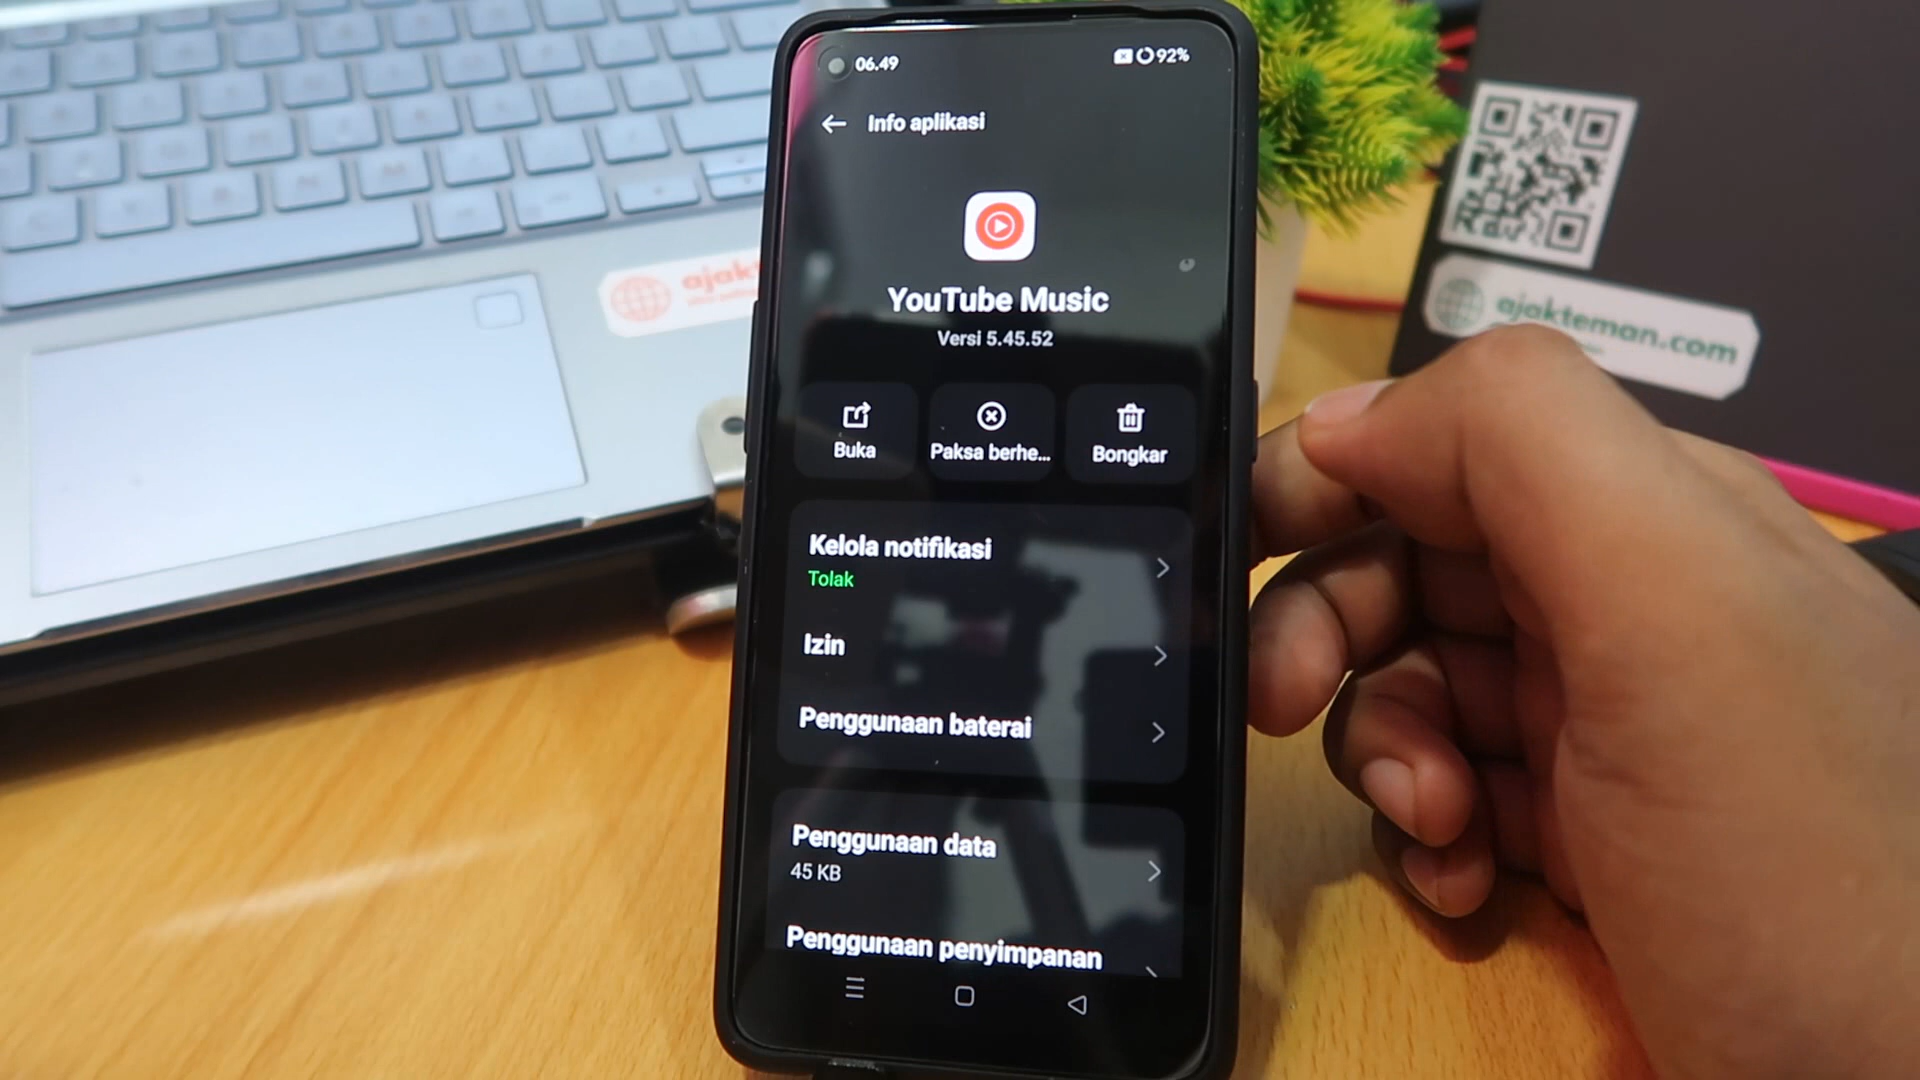 06.49
92%
Info aplikasi
YouTube Music
Versi 5.45.52
Buka
Paksa berhe...
Bongkar
Kelola notifikasi
Tolak
Izin
Penggunaan baterai
Penggunaan data
45 KB
Penggunaan penyimpanan
ajakt
ajakteman.com